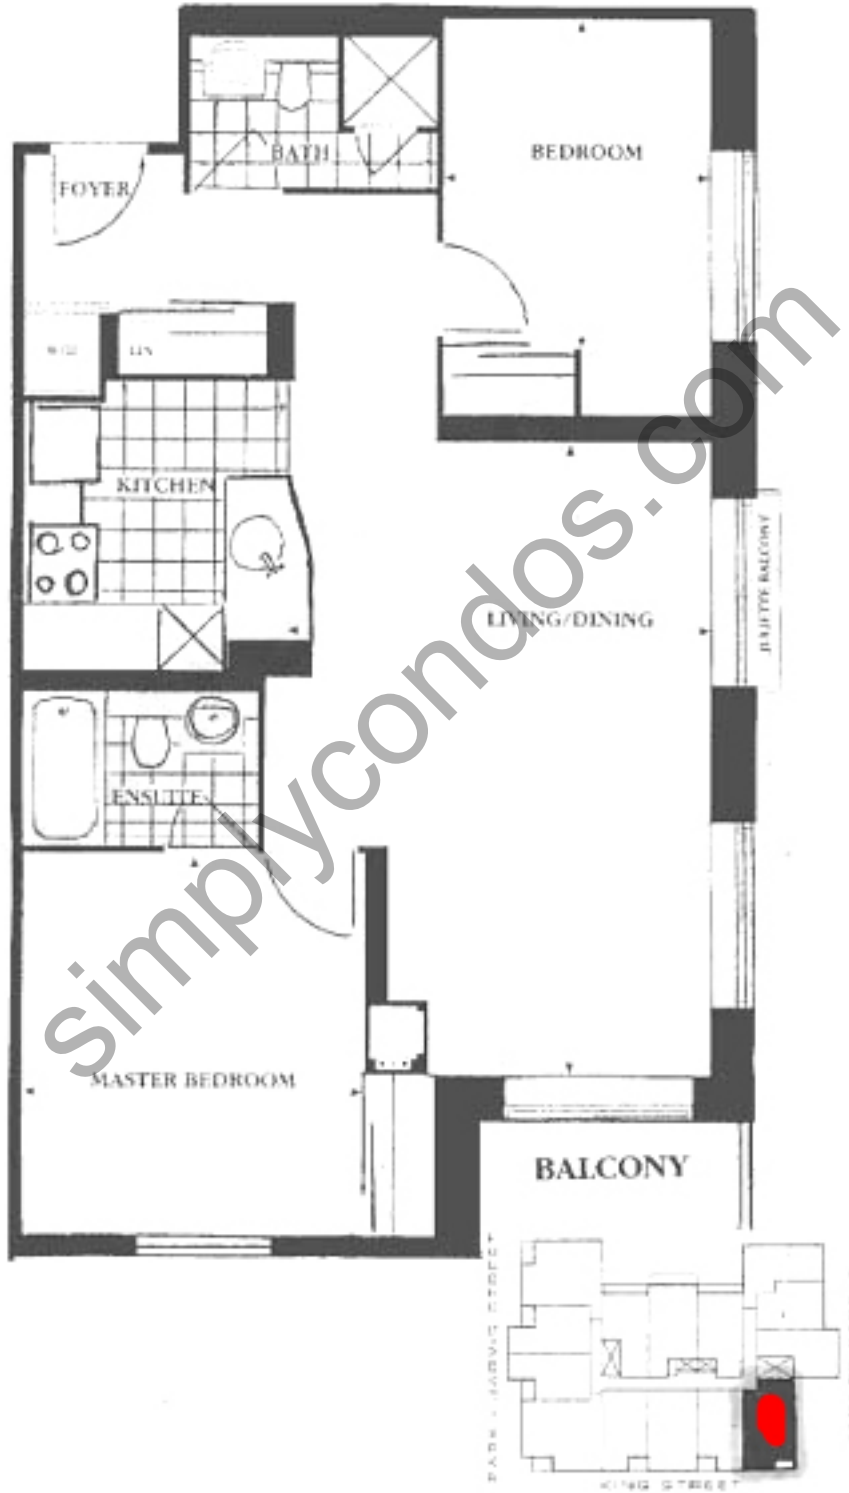 BATH
BEDROOM
FOYER
W/D
LIN
KITCHEN
LIVING/DINING
JULIETTE BALCONY
ENSUITE
MASTER BEDROOM
BALCONY
KING STREET
simplycondos.com